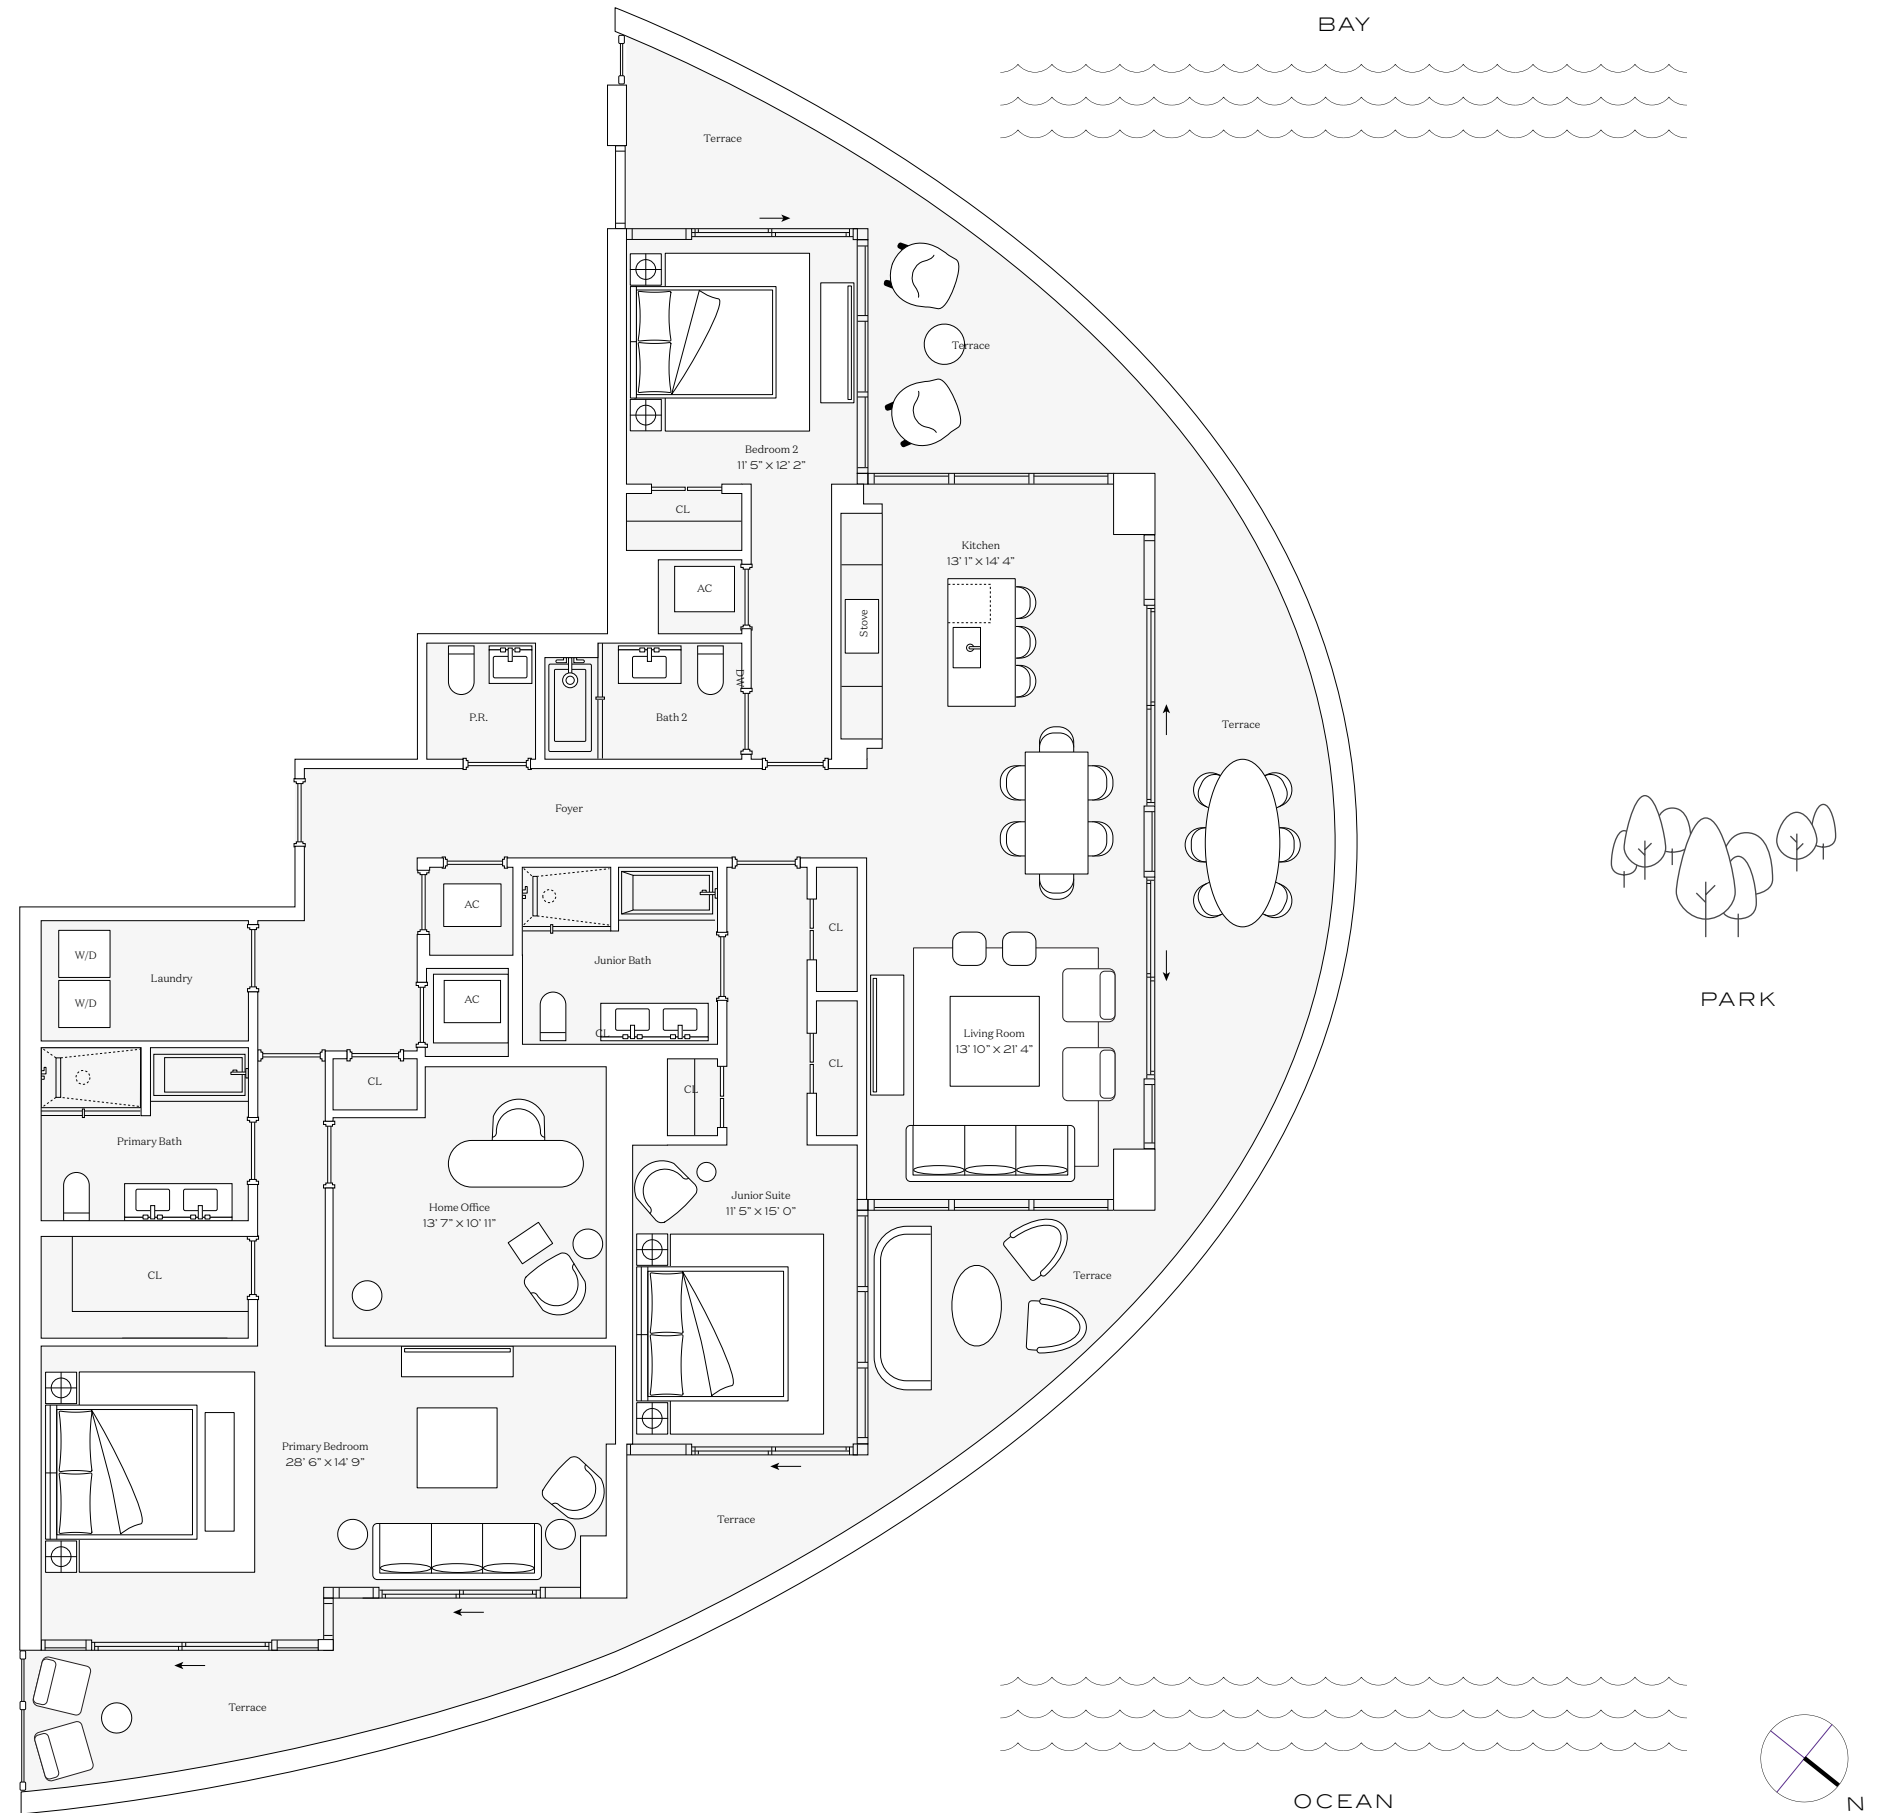 BAY
Terrace
Terrace
Bedroom 2
11' 5" X 12' 2"
CL
Kitchen
13' 1" X 14' 4"
AC
Stove
DW
P.R.
Bath 2
Terrace
Foyer
AC
CL
W/D
Laundry
Junior Bath
W/D
AC
PARK
CL
Living Room
13' 10" X 21' 4"
CL
CL
CL
Primary Bath
Junior Suite
11' 5" X 15' 0"
Home Office
13' 7" X 10' 11"
CL
Terrace
Primary Bedroom
28' 6" X 14' 9"
Terrace
Terrace
OCEAN
N